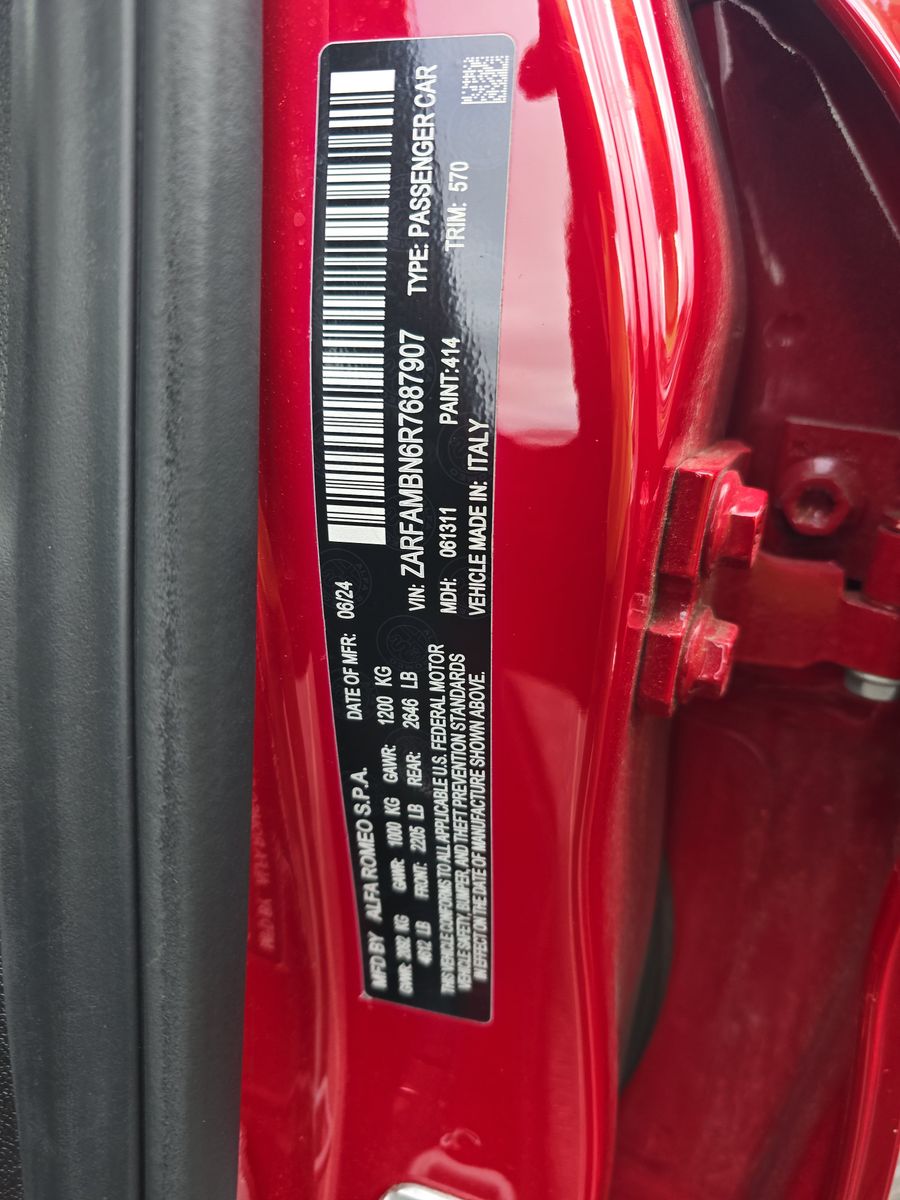 MFD BY ALFA ROMEO S.P.A. DATE OF MFR: 06/24
GVWR: 2092 KG GAWR: 1000 KG GAWR: 1200 KG
4612 LB FRONT: 2205 LB REAR: 2646 LB
THIS VEHICLE CONFORMS TO ALL APPLICABLE U.S. FEDERAL MOTOR
VEHICLE SAFETY, BUMPER, AND THEFT PREVENTION STANDARDS
IN EFFECT ON THE DATE OF MANUFACTURE SHOWN ABOVE.
VIN: ZARFAMBN6R7687907 TYPE: PASSENGER CAR
MDH: 061311 PAINT:414 TRIM: 570
VEHICLE MADE IN: ITALY